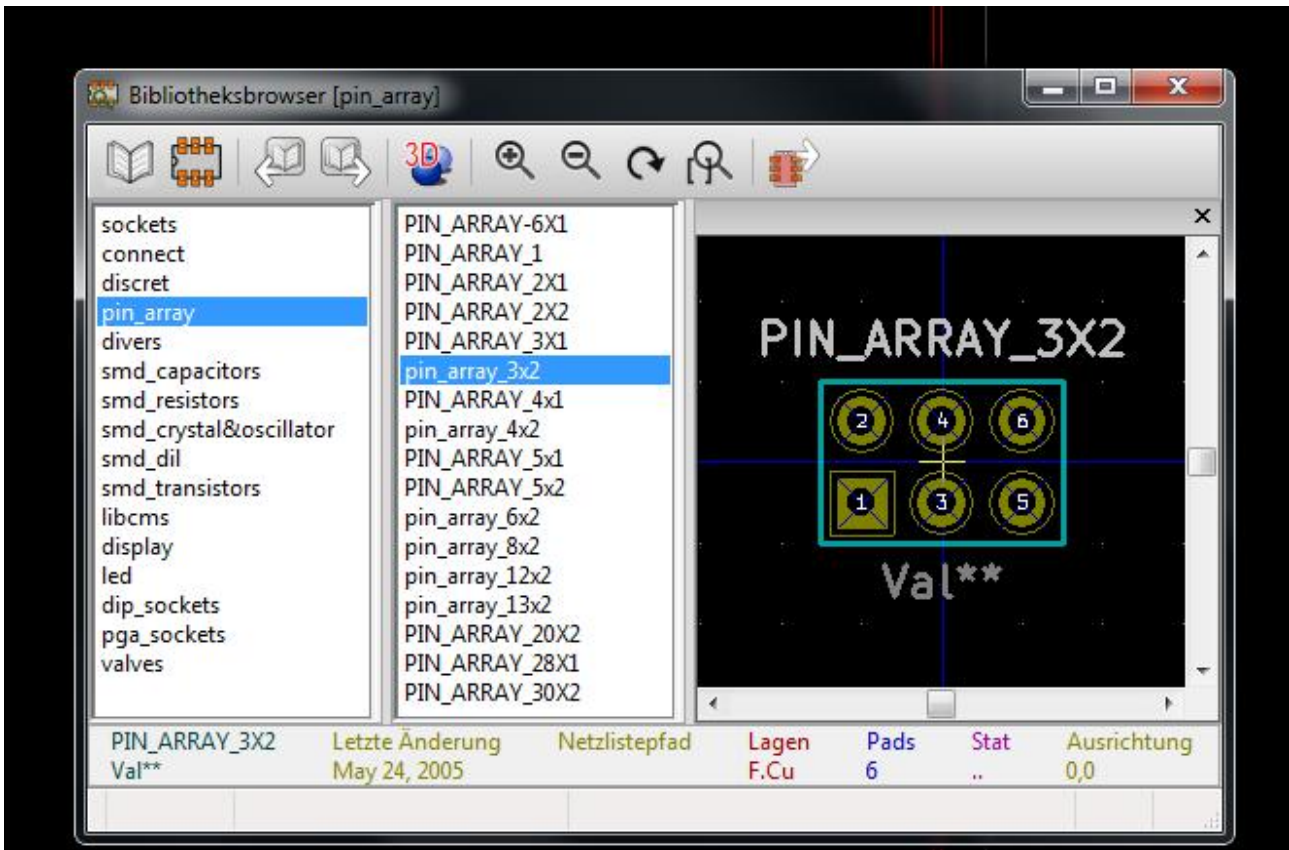 Bibliotheksbrowser [pin_array]
3D
sockets
connect
discret
pin_array
divers
smd_capacitors
smd_resistors
smd_crystal&oscillator
smd_dil
smd_transistors
libcms
display
led
dip_sockets
pga_sockets
valves
PIN_ARRAY-6X1
PIN_ARRAY_1
PIN_ARRAY_2X1
PIN_ARRAY_2X2
PIN_ARRAY_3X1
pin_array_3x2
PIN_ARRAY_4x1
pin_array_4x2
PIN_ARRAY_5x1
PIN_ARRAY_5x2
pin_array_6x2
pin_array_8x2
pin_array_12x2
pin_array_13x2
PIN_ARRAY_20X2
PIN_ARRAY_28X1
PIN_ARRAY_30X2
PIN_ARRAY_3X2
2 4 6
1 3 5
Val**
PIN_ARRAY_3X2 Letzte Änderung Netzlistepfad Lagen Pads Stat Ausrichtung
Val** May 24, 2005 F.Cu 6 .. 0,0